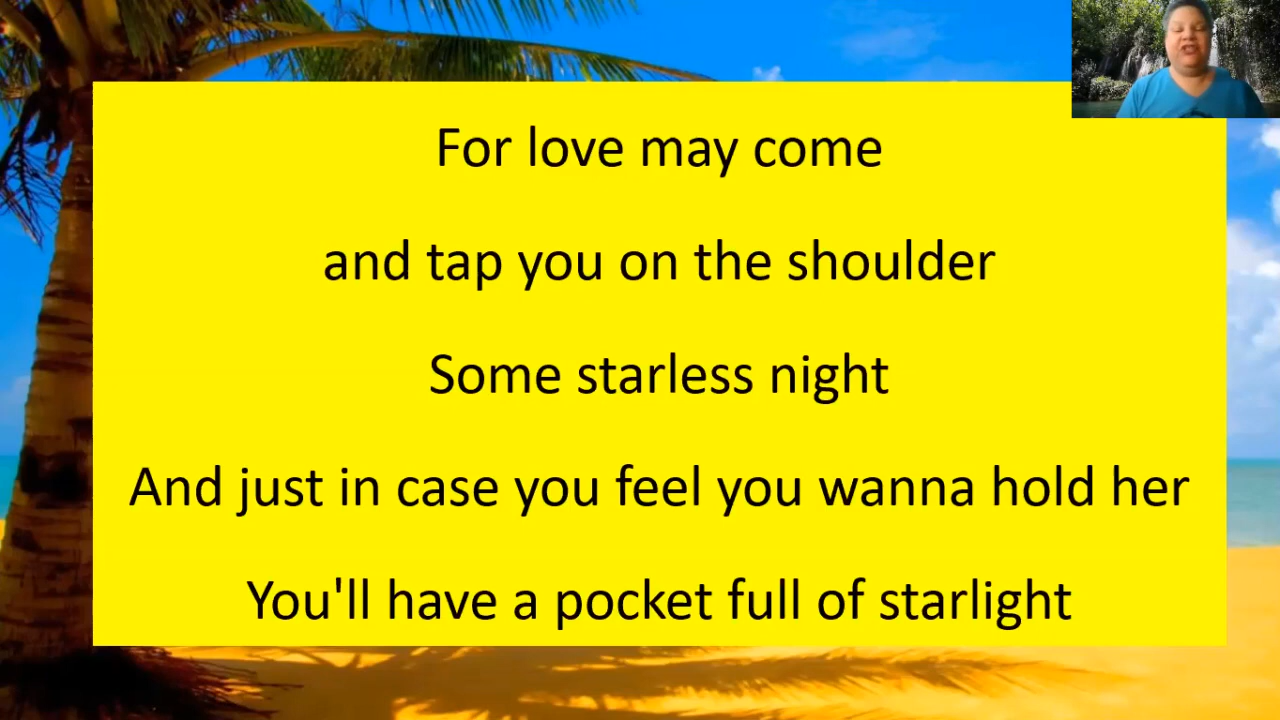 For love may come
and tap you on the shoulder
Some starless night
And just in case you feel you wanna hold her
You'll have a pocket full of starlight